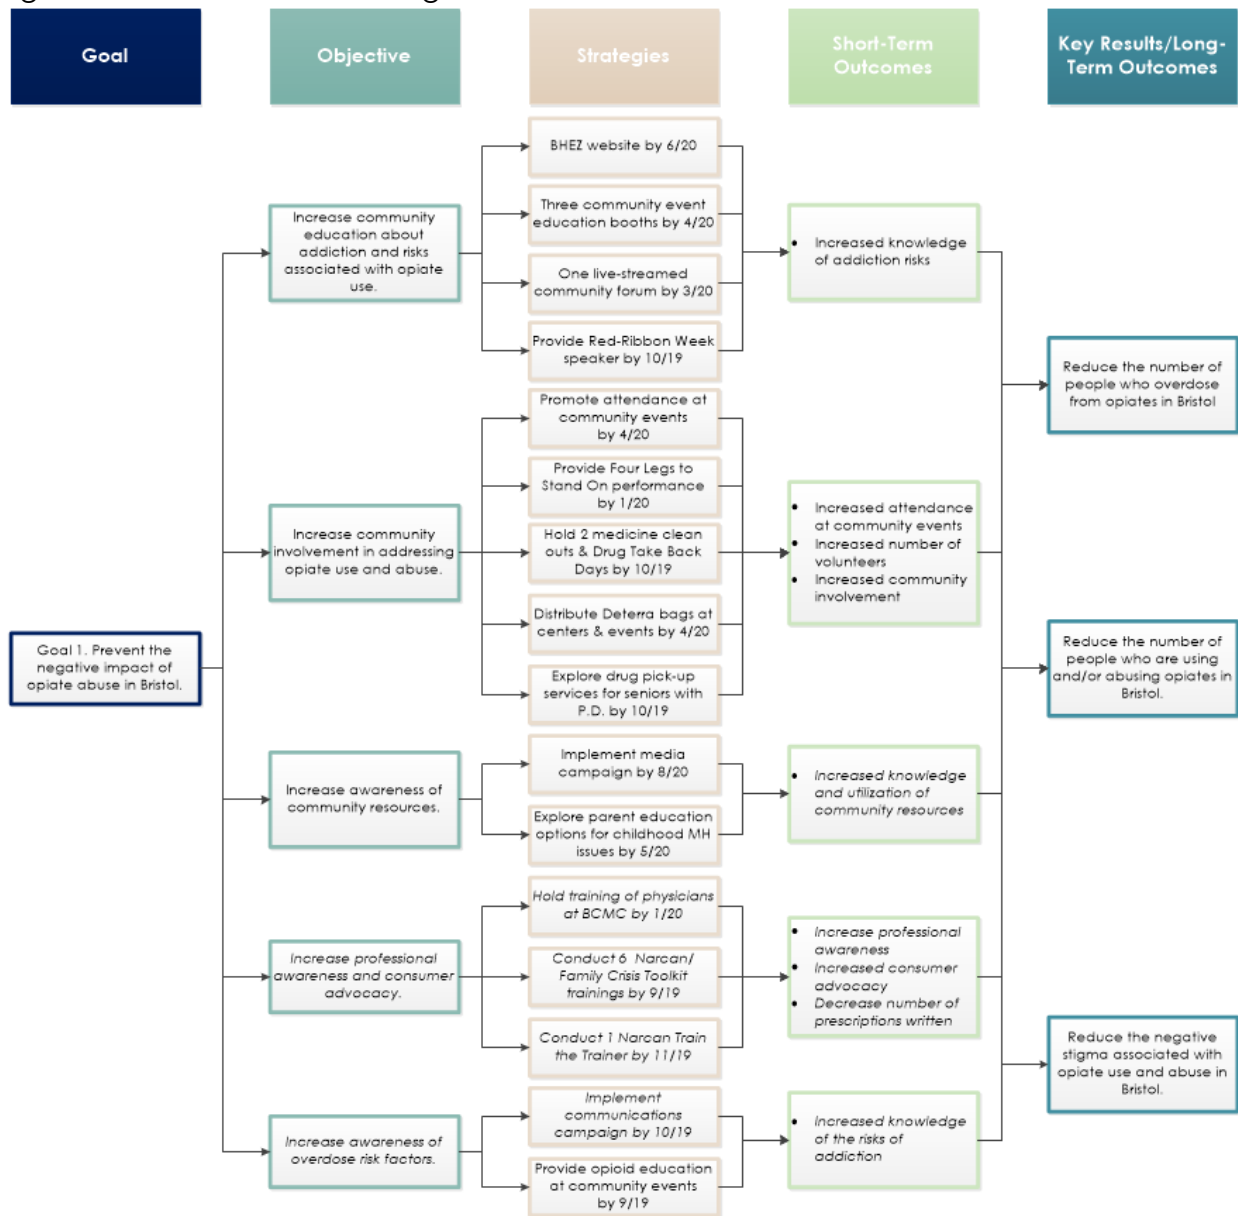 Goal
Objective
Strategies
Short-Term
Outcomes
Key Results/Long-
Term Outcomes
Goal 1. Prevent the
negative impact of
opiate abuse in Bristol.
Increase community
education about
addiction and risks
associated with opiate
use.
BHEZ website by 6/20
Three community event
education booths by 4/20
One live-streamed
community forum by 3/20
Provide Red-Ribbon Week
speaker by 10/19
• Increased knowledge
of addiction risks
Increase community
involvement in addressing
opiate use and abuse.
Promote attendance at
community events
by 4/20
Provide Four Legs to
Stand On performance
by 1/20
Hold 2 medicine clean
outs & Drug Take Back
Days by 10/19
Distribute Deterra bags at
centers & events by 4/20
Explore drug pick-up
services for seniors with
P.D. by 10/19
• Increased attendance
at community events
• Increased number of
volunteers
• Increased community
involvement
Increase awareness of
community resources.
Implement media
campaign by 8/20
Explore parent education
options for childhood MH
issues by 5/20
• Increased knowledge
and utilization of
community resources
Increase professional
awareness and consumer
advocacy.
Hold training of physicians
at BCMC by 1/20
Conduct 6 Narcan/
Family Crisis Toolkit
trainings by 9/19
Conduct 1 Narcan Train
the Trainer by 11/19
• Increase professional
awareness
• Increased consumer
advocacy
• Decrease number of
prescriptions written
Increase awareness of
overdose risk factors.
Implement
communications
campaign by 10/19
Provide opioid education
at community events
by 9/19
• Increased knowledge
of the risks of
addiction
Reduce the number of
people who overdose
from opiates in Bristol
Reduce the number of
people who are using
and/or abusing opiates in
Bristol.
Reduce the negative
stigma associated with
opiate use and abuse in
Bristol.